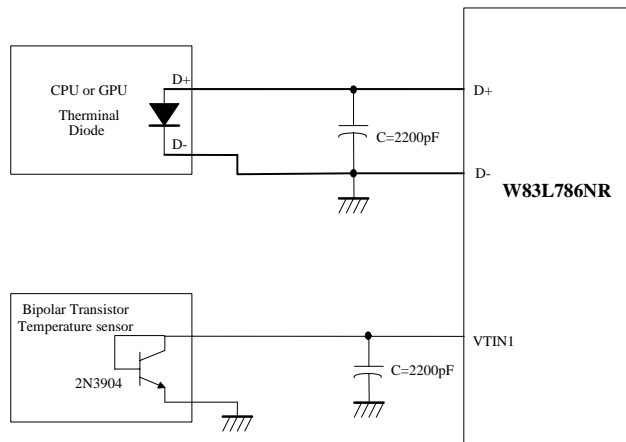 CPU or GPU
Therminal
Diode
D+
D-
C=2200pF
D+
D-
W83L786NR
Bipolar Transistor
Temperature sensor
2N3904
C=2200pF
VTIN1